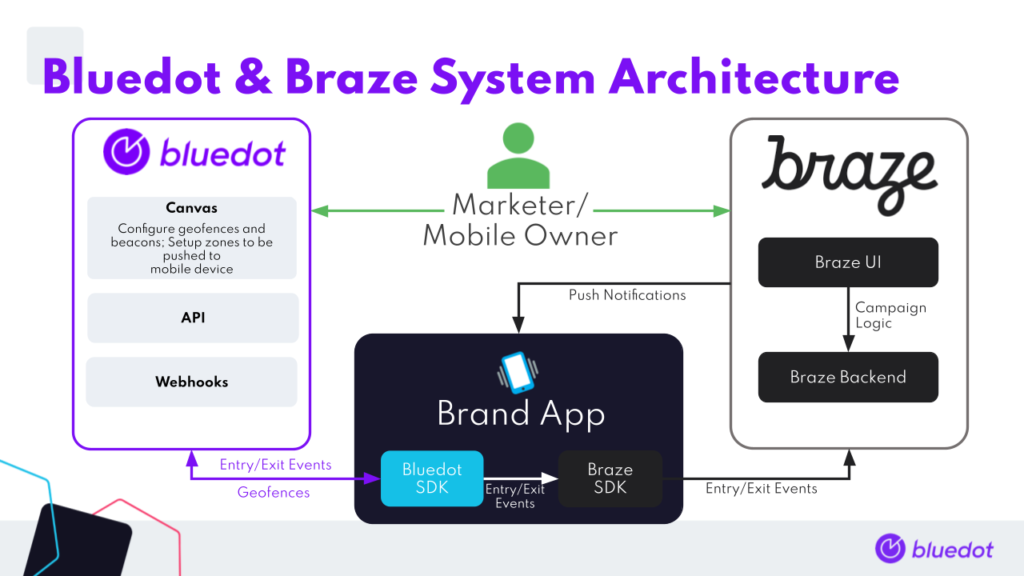 Bluedot & Braze System Architecture
bluedot
Canvas
Configure geofences and
beacons; Setup zones to be
pushed to
mobile device
API
Webhooks
Marketer/
Mobile Owner
braze
Braze UI
Campaign
Logic
Braze Backend
Push Notifications
Brand App
Bluedot
SDK
Entry/Exit
Events
Braze
SDK
Entry/Exit Events
Geofences
Entry/Exit Events
bluedot